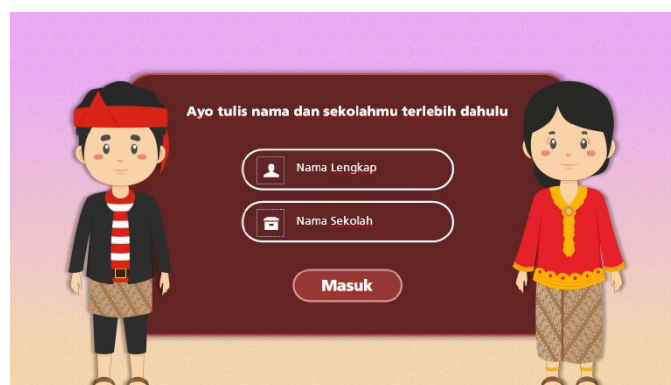 Ayo tulis nama dan sekolahmu terlebih dahulu
Nama Lengkap
Nama Sekolah
Masuk